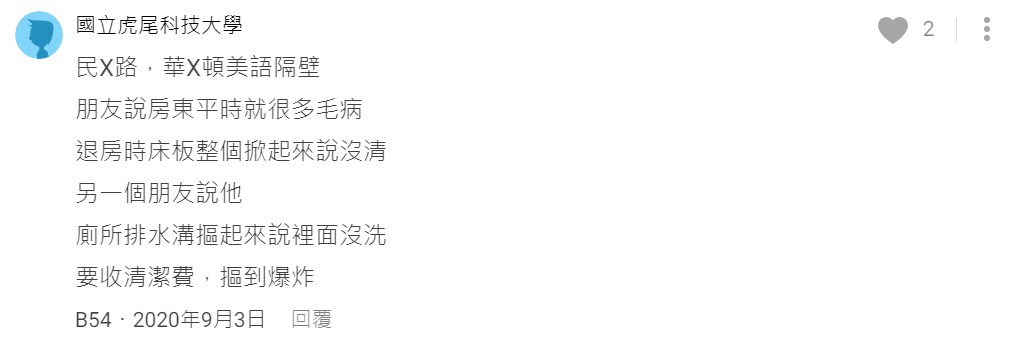 國立虎尾科技大學
2
民X路，華X頓美語隔壁
朋友說房東平時就很多毛病
退房時床板整個掀起來說沒清
另一個朋友說他
廁所排水溝摳起來說裡面沒洗
要收清潔費，摳到爆炸
B54・2020年9月3日 回覆